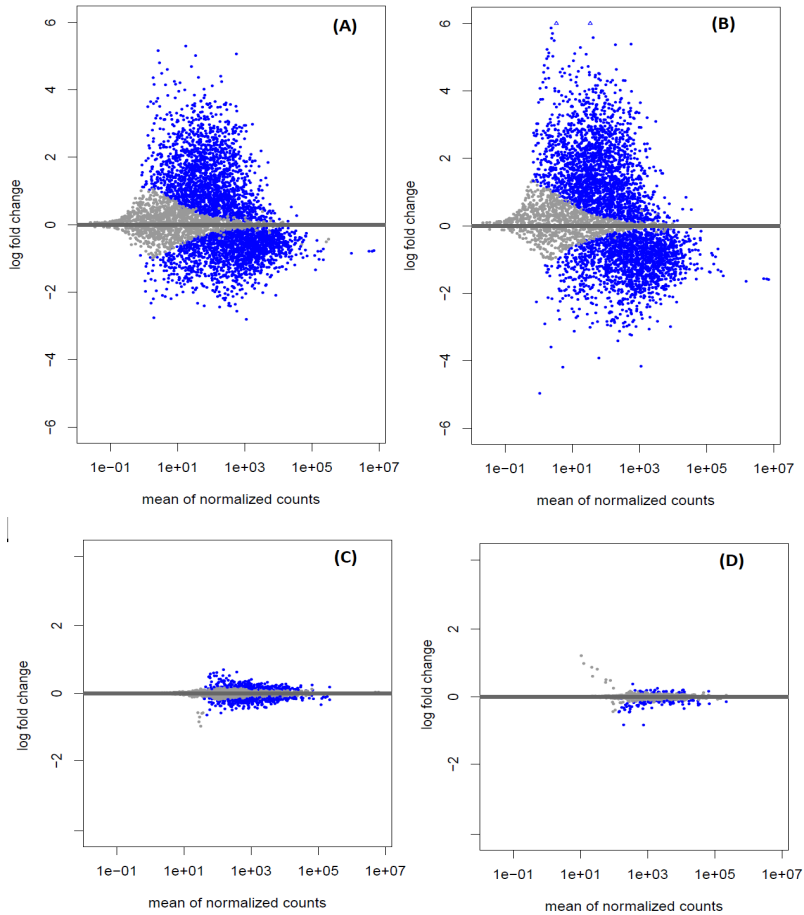 (A)
6
4
2
0
-2
-4
-6
log fold change
1e-01 1e+01 1e+03 1e+05 1e+07
mean of normalized counts
(B)
6
4
2
0
-2
-4
-6
log fold change
1e-01 1e+01 1e+03 1e+05 1e+07
mean of normalized counts
(C)
2
0
-2
log fold change
1e-01 1e+01 1e+03 1e+05 1e+07
mean of normalized counts
(D)
2
0
-2
log fold change
1e-01 1e+01 1e+03 1e+05 1e+07
mean of normalized counts